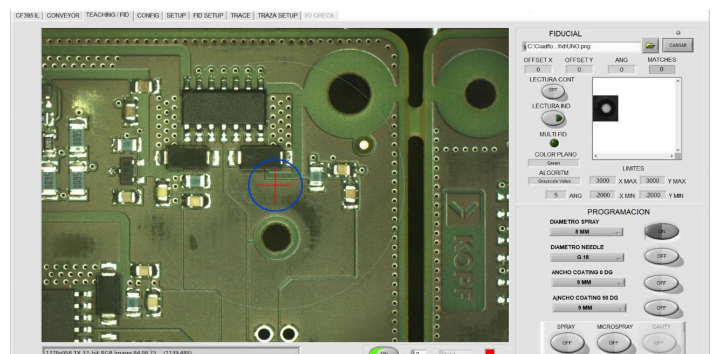 CF395 IL CONVEYOR TEACHING / FID CONFIG SETUP FID SETUP TRACE TRAZA SETUP I/O CHECK
FIDUCIAL
CARGAR
OFFSET X OFFSET Y ANG MATCHES
0 0 0 0
LECTURA CONT
OFF
LECTURA IND
MULTI FID
COLOR PLANO
Green
ALGORITM
Grayscale Value
LIMITES
3000 X MAX 3000 Y MAX
5 ANG -2000 X MIN -2000 Y MIN
KOPF
PROGRAMACION
DIAMETRO SPRAY
8 MM ON
DIAMETRO NEEDLE
G 18 OFF
ANCHO COATING 0 DG
9 MM OFF
ANCHO COATING 90 DG
9 MM OFF
SPRAY MICROSPRAY CAVITY
OFF OFF OFF
ON